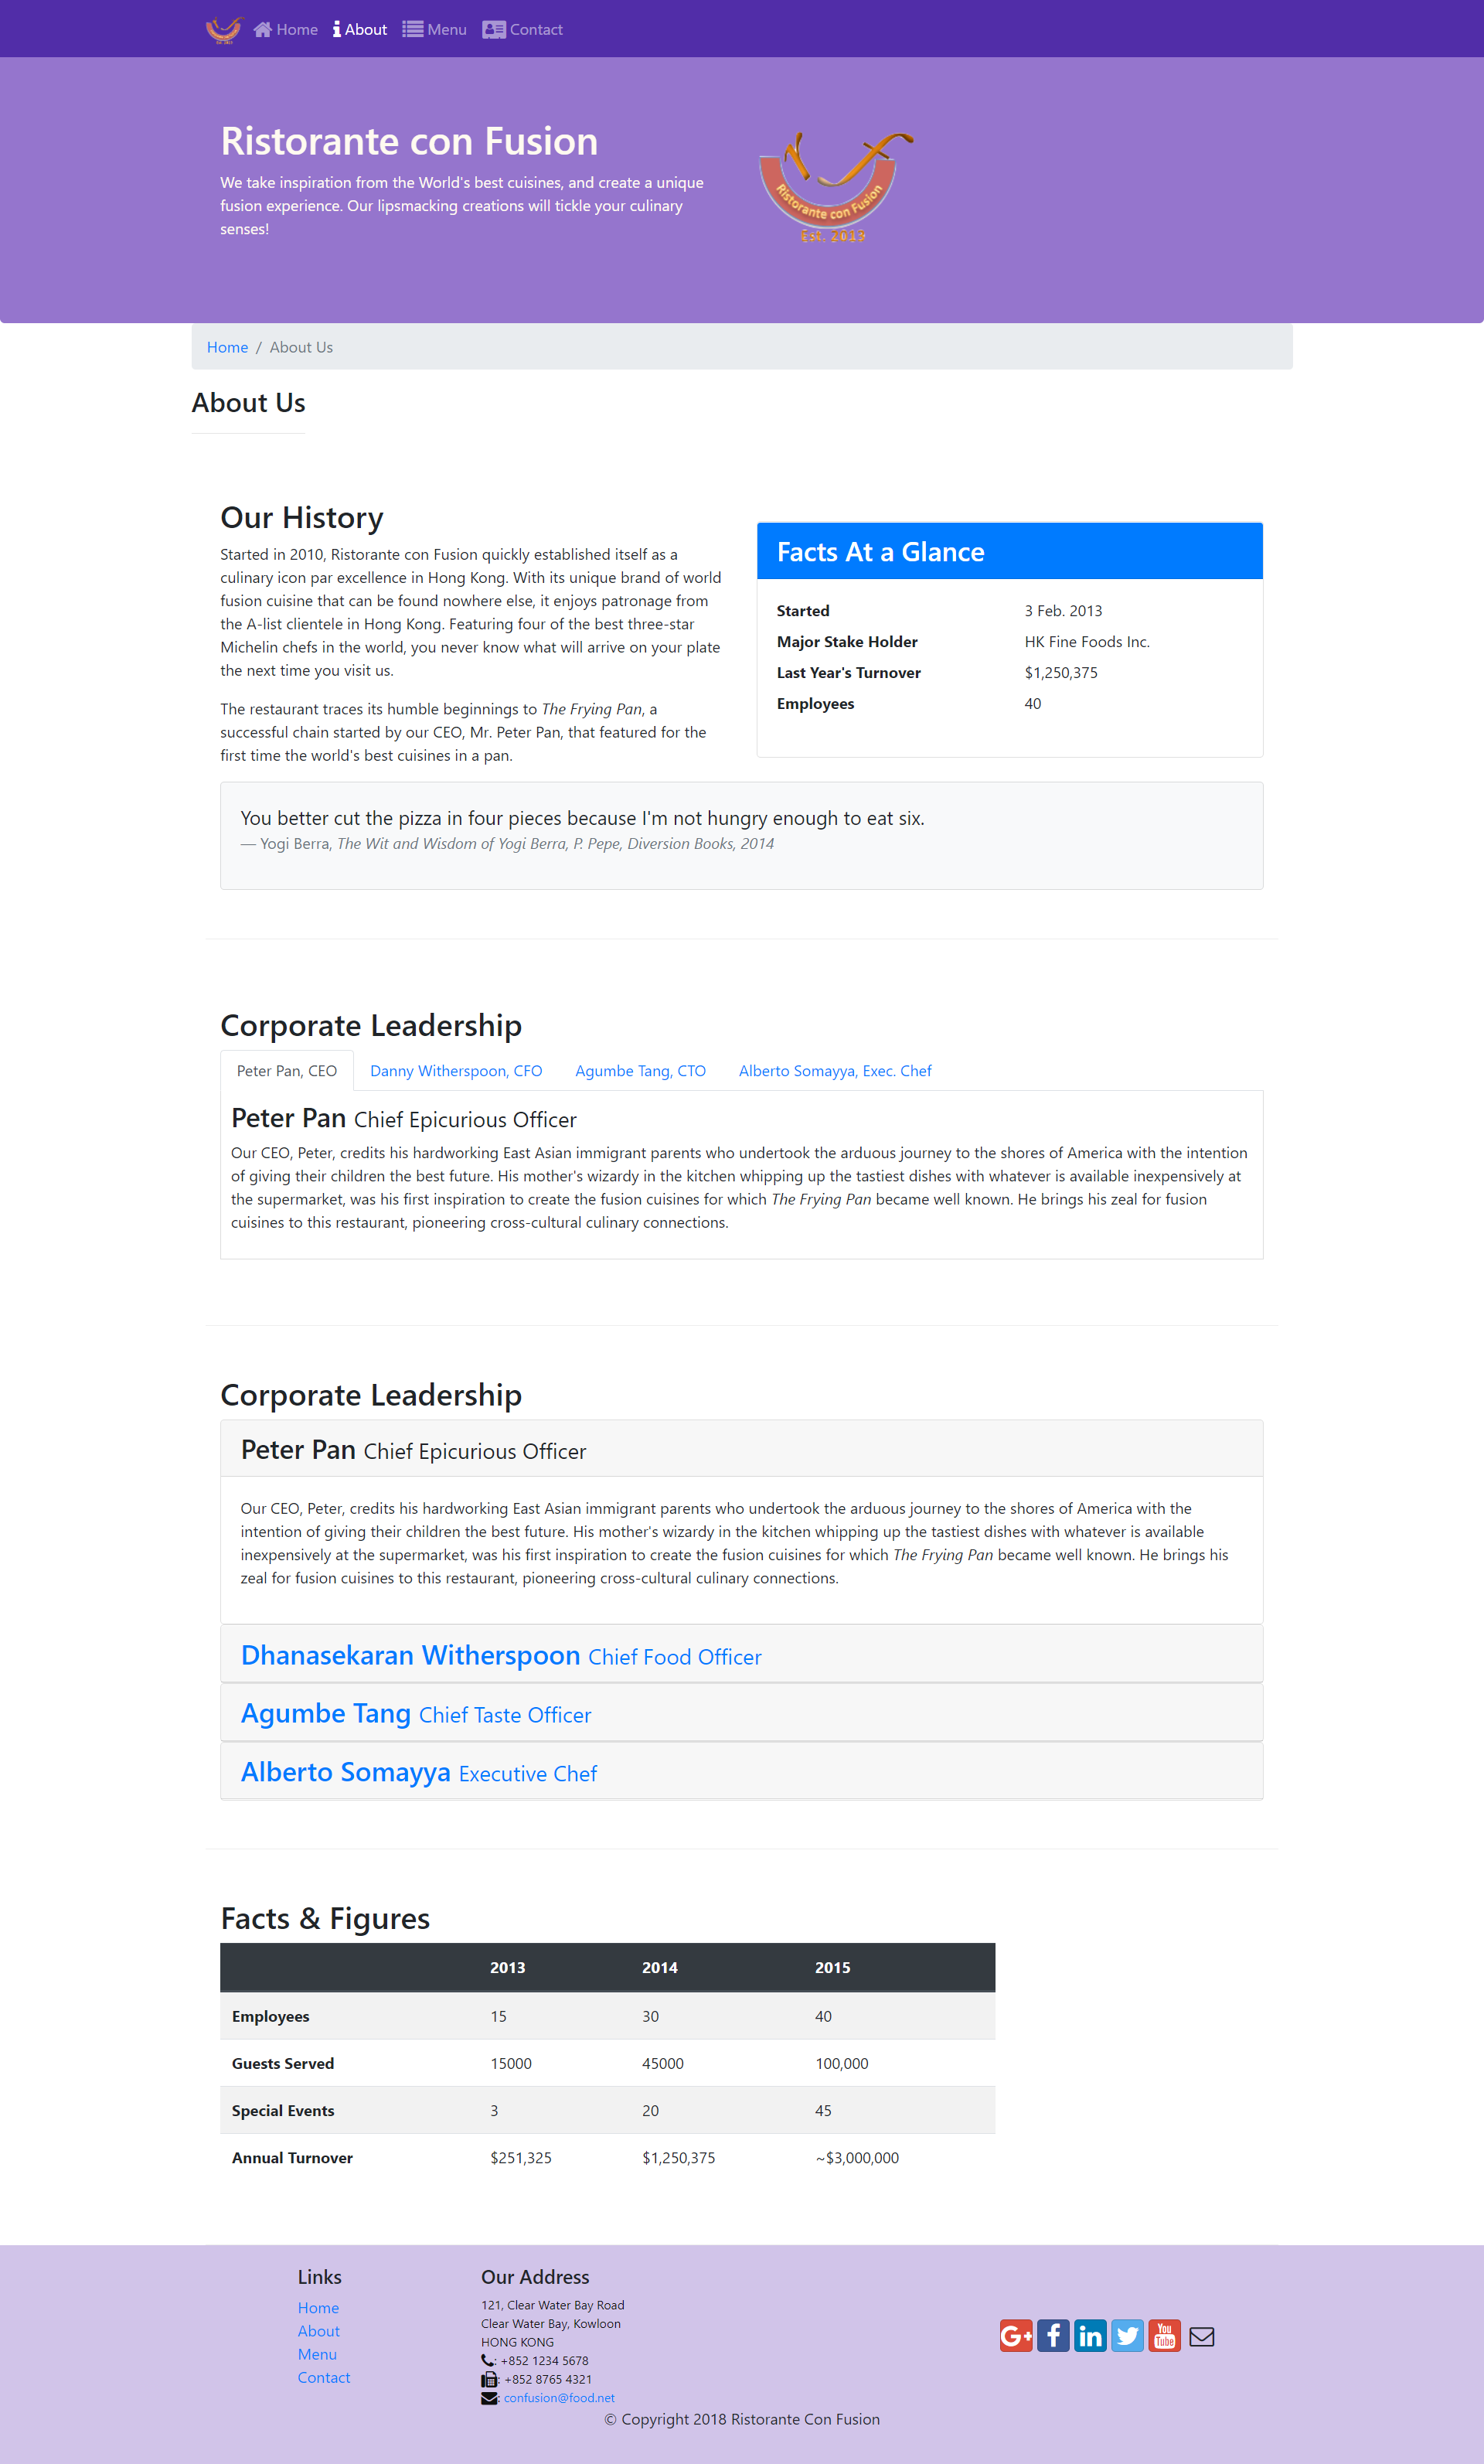 Home About Menu Contact
Ristorante con Fusion
We take inspiration from the World's best cuisines, and create a unique
fusion experience. Our lipsmacking creations will tickle your culinary
senses!
Ristorante con Fusion
Est. 2013
Home / About Us
About Us
Our History
Started in 2010, Ristorante con Fusion quickly established itself as a
culinary icon par excellence in Hong Kong. With its unique brand of world
fusion cuisine that can be found nowhere else, it enjoys patronage from
the A-list clientele in Hong Kong. Featuring four of the best three-star
Michelin chefs in the world, you never know what will arrive on your plate
the next time you visit us.
The restaurant traces its humble beginnings to The Frying Pan, a
successful chain started by our CEO, Mr. Peter Pan, that featured for the
first time the world's best cuisines in a pan.
Facts At a Glance
Started 3 Feb. 2013
Major Stake Holder HK Fine Foods Inc.
Last Year's Turnover $1,250,375
Employees 40
You better cut the pizza in four pieces because I'm not hungry enough to eat six.
— Yogi Berra, The Wit and Wisdom of Yogi Berra, P. Pepe, Diversion Books, 2014
Corporate Leadership
Peter Pan, CEO Danny Witherspoon, CFO Agumbe Tang, CTO Alberto Somayya, Exec. Chef
Peter Pan Chief Epicurious Officer
Our CEO, Peter, credits his hardworking East Asian immigrant parents who undertook the arduous journey to the shores of America with the intention
of giving their children the best future. His mother's wizardy in the kitchen whipping up the tastiest dishes with whatever is available inexpensively at
the supermarket, was his first inspiration to create the fusion cuisines for which The Frying Pan became well known. He brings his zeal for fusion
cuisines to this restaurant, pioneering cross-cultural culinary connections.
Corporate Leadership
Peter Pan Chief Epicurious Officer
Our CEO, Peter, credits his hardworking East Asian immigrant parents who undertook the arduous journey to the shores of America with the
intention of giving their children the best future. His mother's wizardy in the kitchen whipping up the tastiest dishes with whatever is available
inexpensively at the supermarket, was his first inspiration to create the fusion cuisines for which The Frying Pan became well known. He brings his
zeal for fusion cuisines to this restaurant, pioneering cross-cultural culinary connections.
Dhanasekaran Witherspoon Chief Food Officer
Agumbe Tang Chief Taste Officer
Alberto Somayya Executive Chef
Facts & Figures
2013 2014 2015
Employees 15 30 40
Guests Served 15000 45000 100,000
Special Events 3 20 45
Annual Turnover $251,325 $1,250,375 ~$3,000,000
Links
Home
About
Menu
Contact
Our Address
121, Clear Water Bay Road
Clear Water Bay, Kowloon
HONG KONG
: +852 1234 5678
: +852 8765 4321
: confusion@food.net
G+ f in You Tube
© Copyright 2018 Ristorante Con Fusion